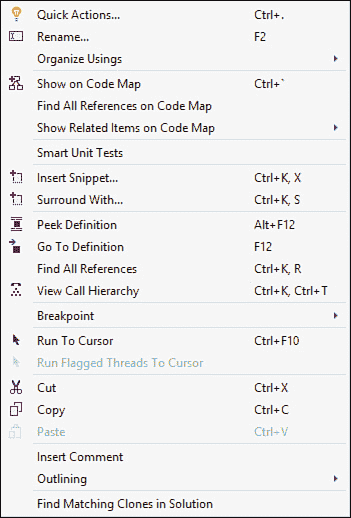 Quick Actions... Ctrl+.
Rename... F2
Organize Usings
Show on Code Map Ctrl+`
Find All References on Code Map
Show Related Items on Code Map
Smart Unit Tests
Insert Snippet... Ctrl+K, X
Surround With... Ctrl+K, S
Peek Definition Alt+F12
Go To Definition F12
Find All References Ctrl+K, R
View Call Hierarchy Ctrl+K, Ctrl+T
Breakpoint
Run To Cursor Ctrl+F10
Run Flagged Threads To Cursor
Cut Ctrl+X
Copy Ctrl+C
Paste Ctrl+V
Insert Comment
Outlining
Find Matching Clones in Solution